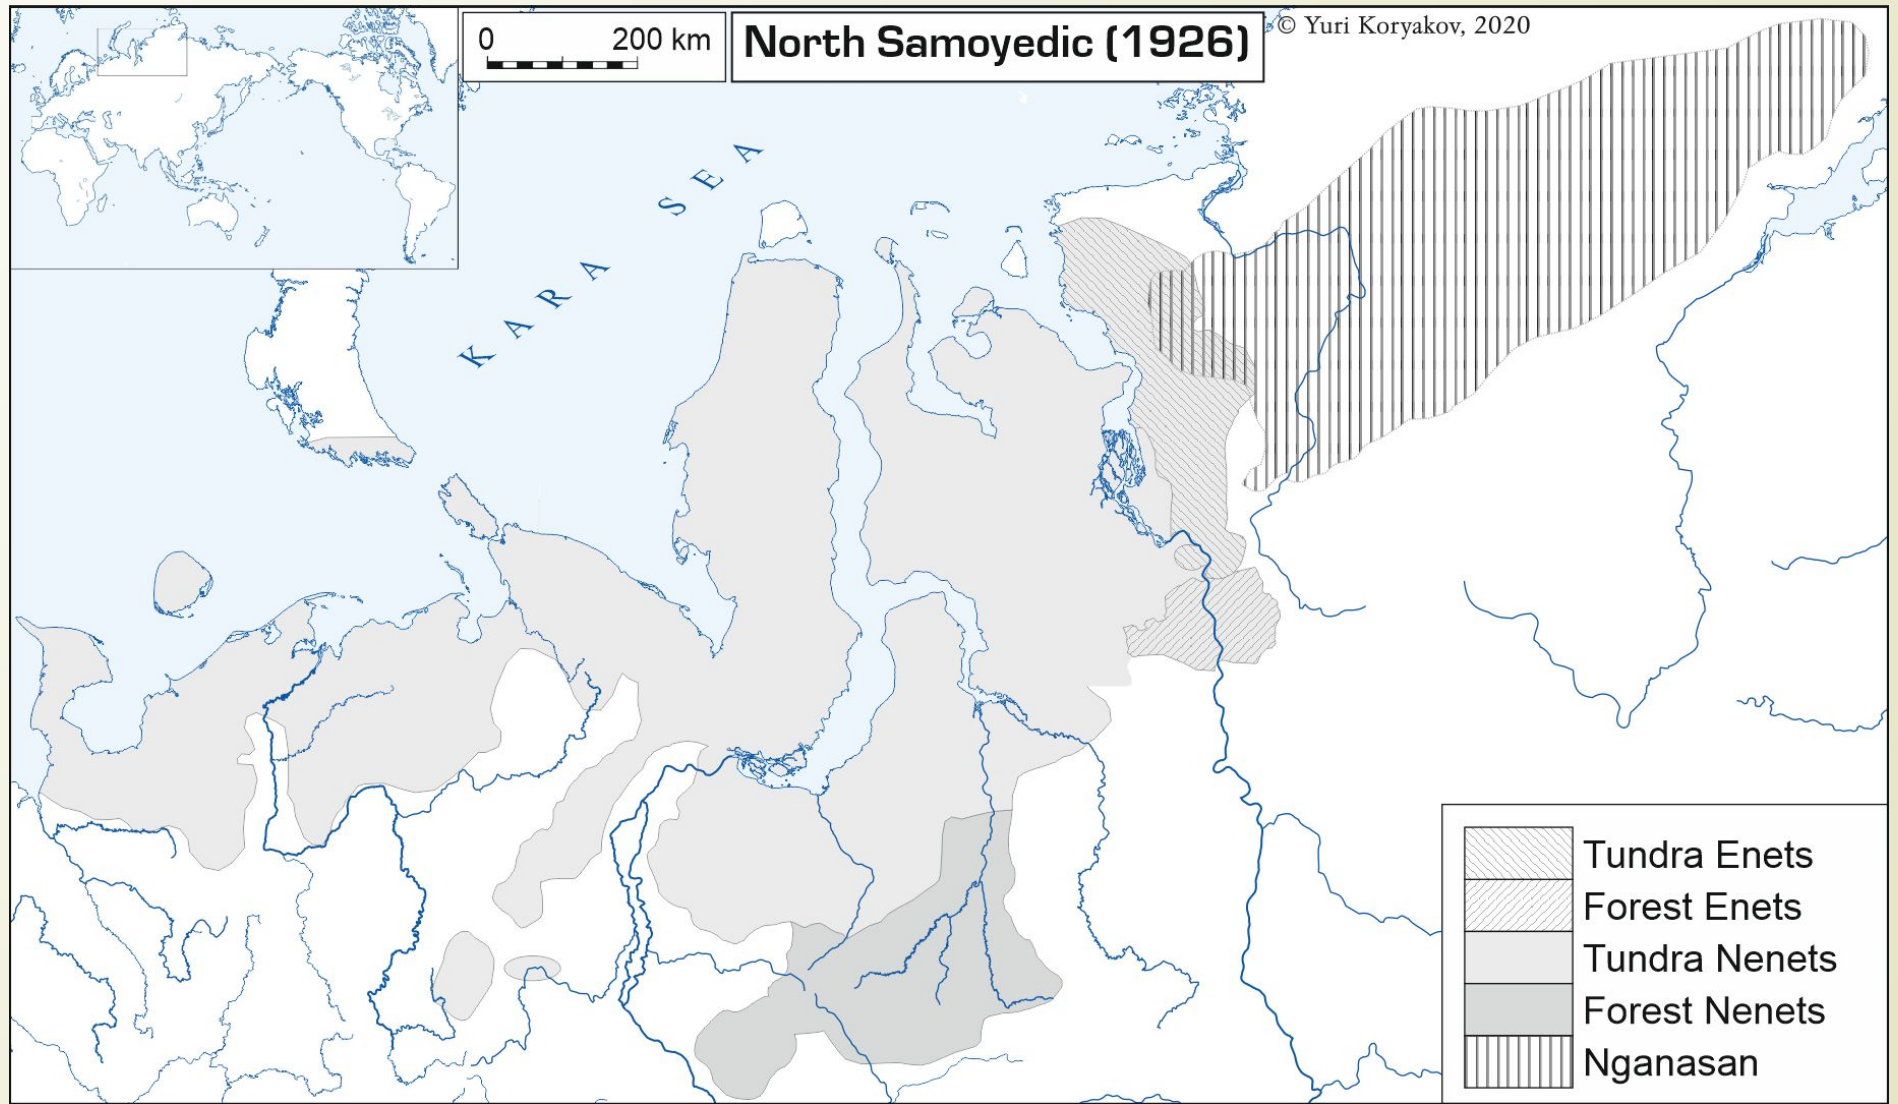 0 200 km
North Samoyedic (1926)
© Yuri Koryakov, 2020
KARA SEA
Tundra Enets
Forest Enets
Tundra Nenets
Forest Nenets
Nganasan